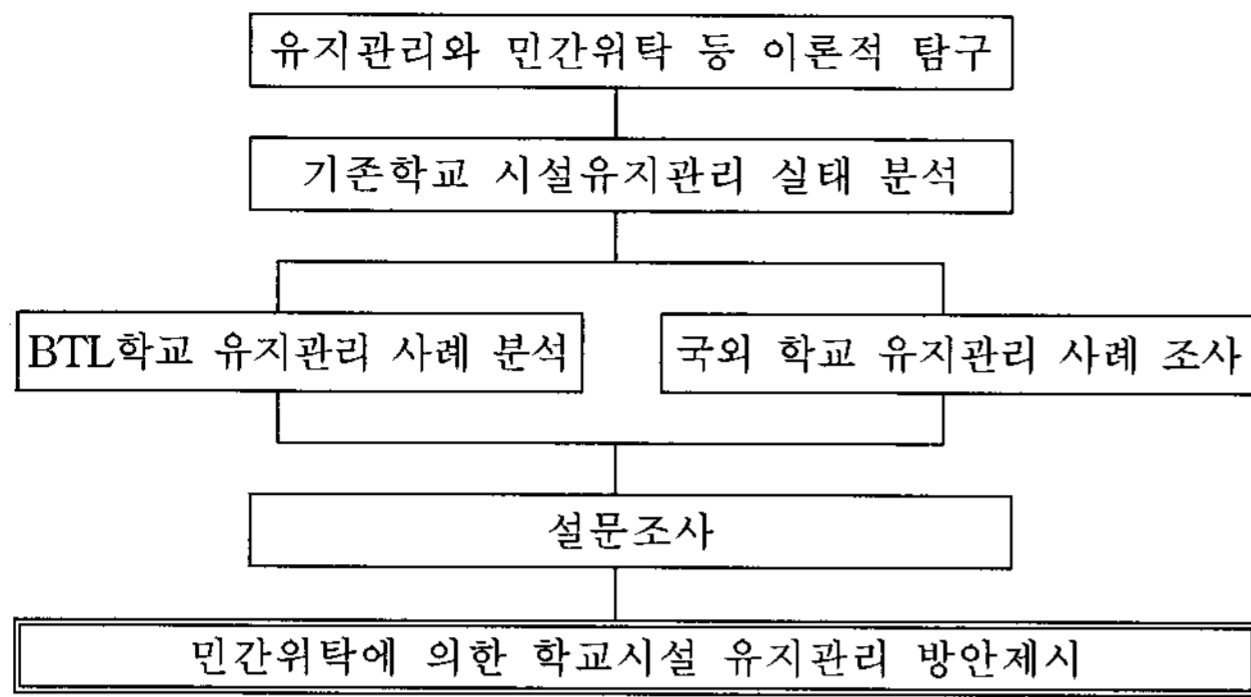 유지관리와 민간위탁 등 이론적 탐구
기존학교 시설유지관리 실태 분석
BTL학교 유지관리 사례 분석
국외 학교 유지관리 사례 조사
설문조사
민간위탁에 의한 학교시설 유지관리 방안제시